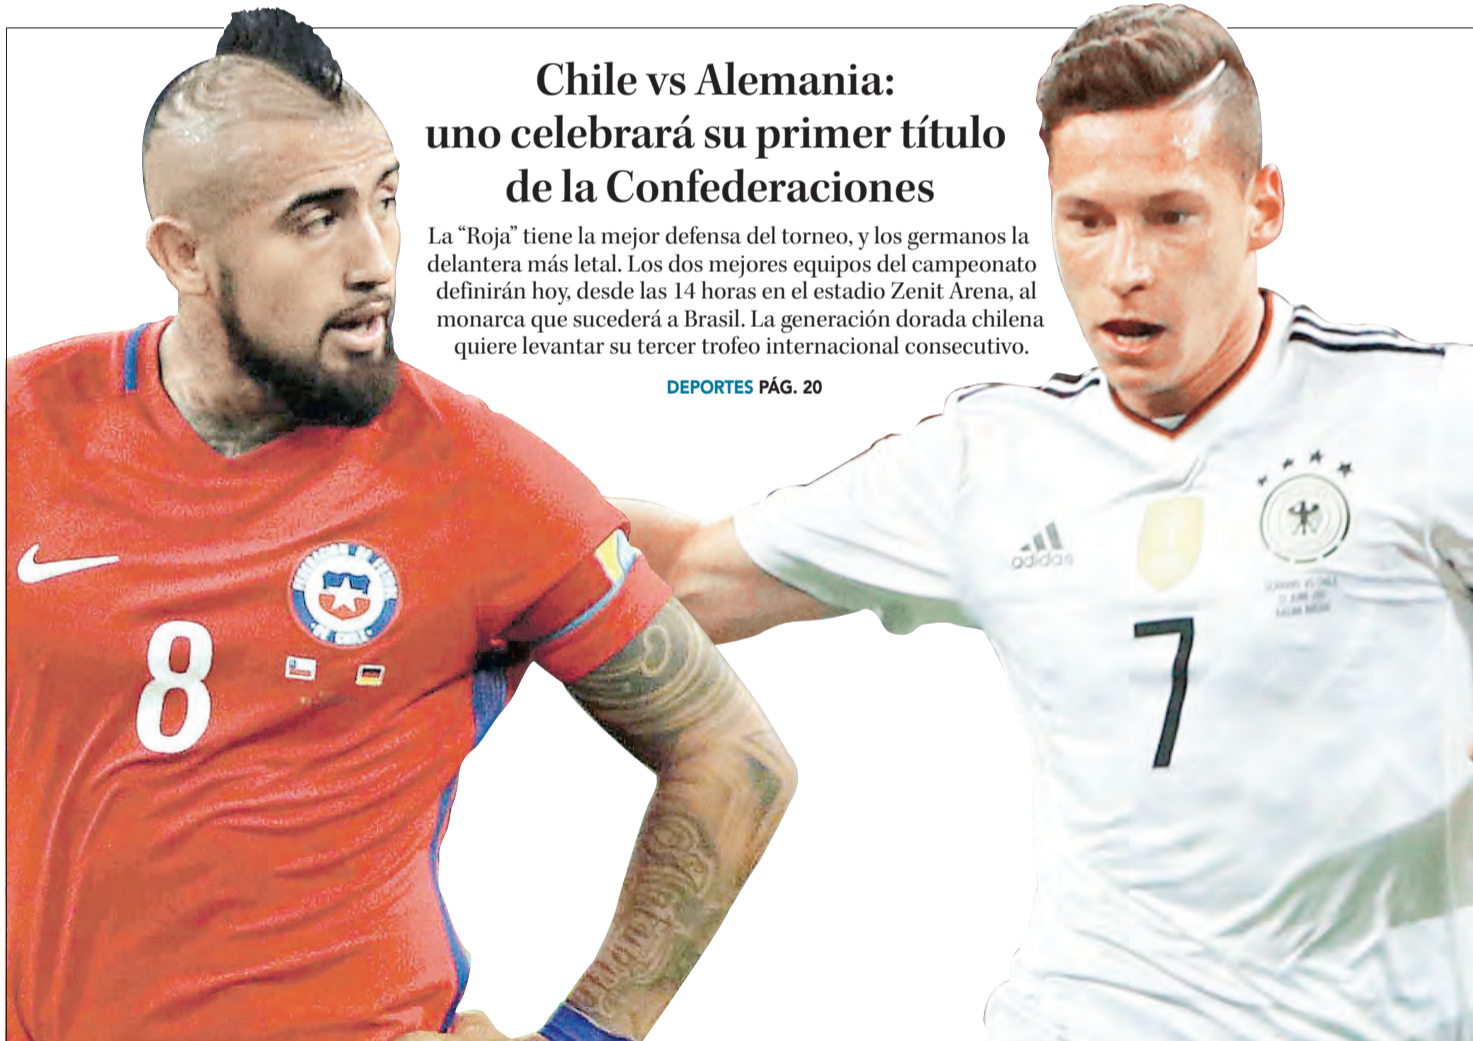 Chile vs Alemania:
uno celebrará su primer título
de la Confederaciones
La “Roja” tiene la mejor defensa del torneo, y los germanos la
delantera más letal. Los dos mejores equipos del campeonato
definirán hoy, desde las 14 horas en el estadio Zenit Arena, al
monarca que sucederá a Brasil. La generación dorada chilena
quiere levantar su tercer trofeo internacional consecutivo.
DEPORTES PÁG. 20
8
DE CHILE
adidas
7